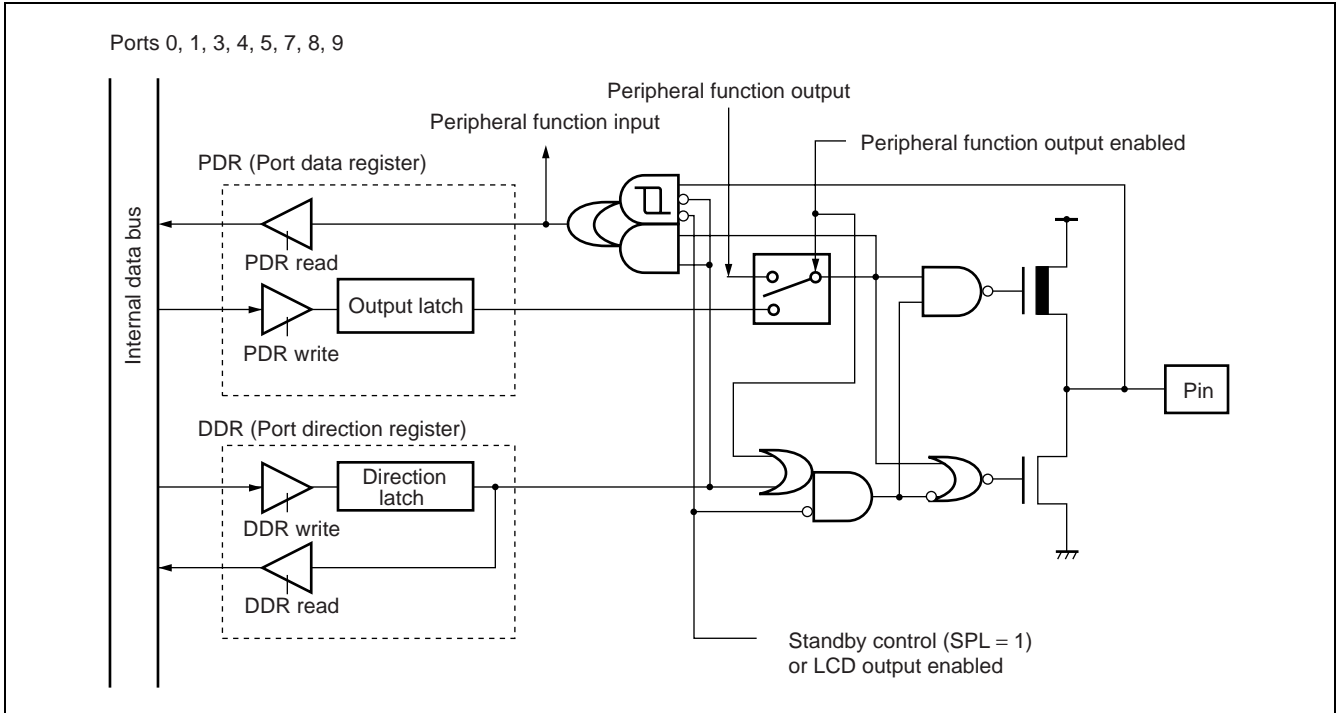 Ports 0, 1, 3, 4, 5, 7, 8, 9
Peripheral function output
Peripheral function input
Peripheral function output enabled
PDR (Port data register)
Internal data bus
PDR read
Output latch
PDR write
Pin
DDR (Port direction register)
Direction
latch
DDR write
DDR read
Standby control (SPL = 1)
or LCD output enabled